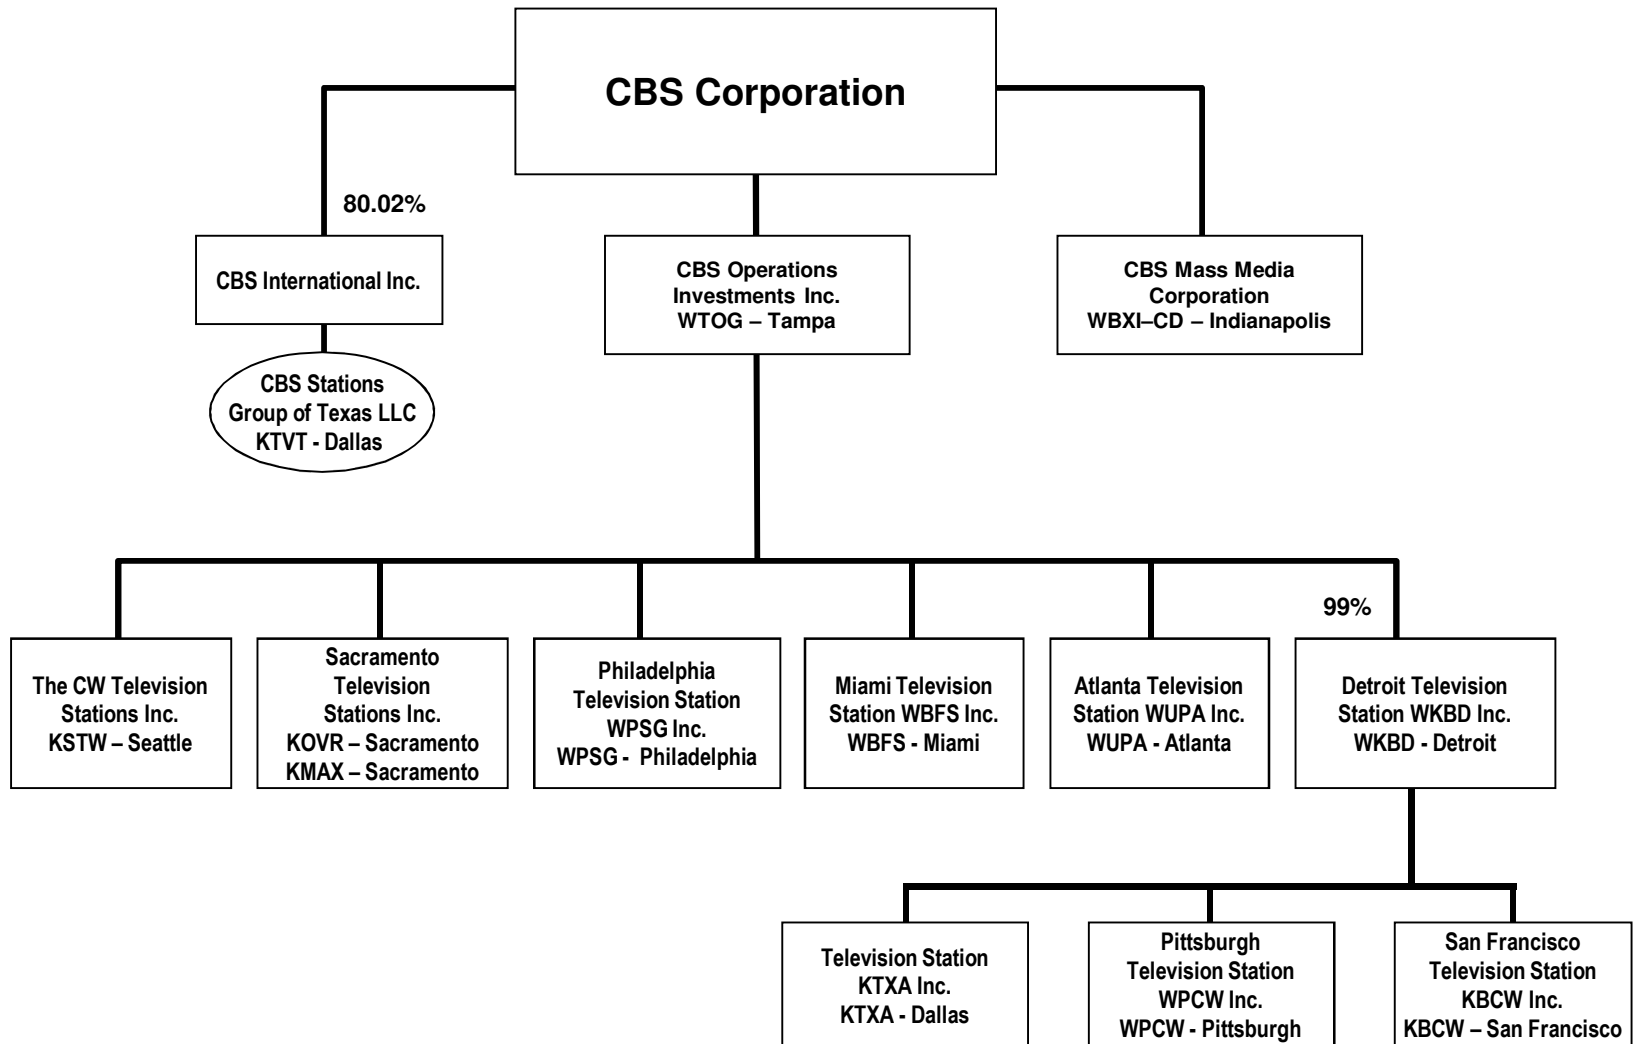 CBS Corporation
80.02%
CBS International Inc.
CBS Operations
Investments Inc.
WTOG – Tampa
CBS Mass Media
Corporation
WBXI–CD – Indianapolis
CBS Stations
Group of Texas LLC
KTVT - Dallas
99%
The CW Television
Stations Inc.
KSTW – Seattle
Sacramento
Television
Stations Inc.
KOVR – Sacramento
KMAX – Sacramento
Philadelphia
Television Station
WPSG Inc.
WPSG - Philadelphia
Miami Television
Station WBFS Inc.
WBFS - Miami
Atlanta Television
Station WUPA Inc.
WUPA - Atlanta
Detroit Television
Station WKBD Inc.
WKBD - Detroit
Television Station
KTXA Inc.
KTXA - Dallas
Pittsburgh
Television Station
WPCW Inc.
WPCW - Pittsburgh
San Francisco
Television Station
KBCW Inc.
KBCW – San Francisco